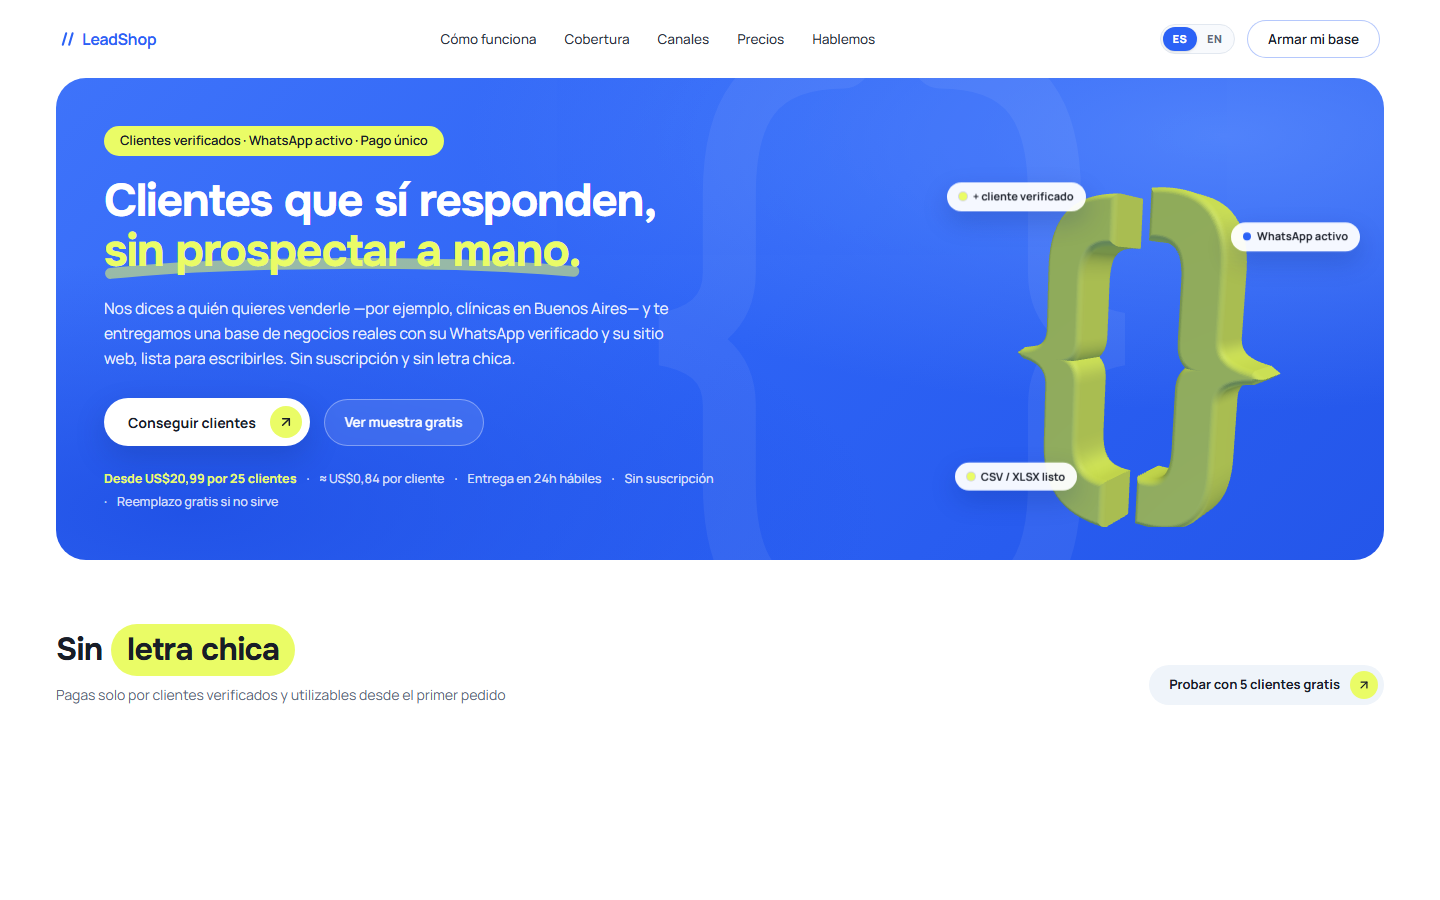 // LeadShop
Cómo funciona
Cobertura
Canales
Precios
Hablemos
ES
EN
Armar mi base
Clientes verificados · WhatsApp activo · Pago único
Clientes que sí responden,
sin prospectar a mano.
Nos dices a quién quieres venderle —por ejemplo, clínicas en Buenos Aires— y te
entregamos una base de negocios reales con su WhatsApp verificado y su sitio
web, lista para escribirles. Sin suscripción y sin letra chica.
Conseguir clientes
Ver muestra gratis
Desde US$20,99 por 25 clientes · ≈ US$0,84 por cliente · Entrega en 24h hábiles · Sin suscripción
· Reemplazo gratis si no sirve
+ cliente verificado
WhatsApp activo
CSV / XLSX listo
{}
Sin letra chica
Pagas solo por clientes verificados y utilizables desde el primer pedido
Probar con 5 clientes gratis